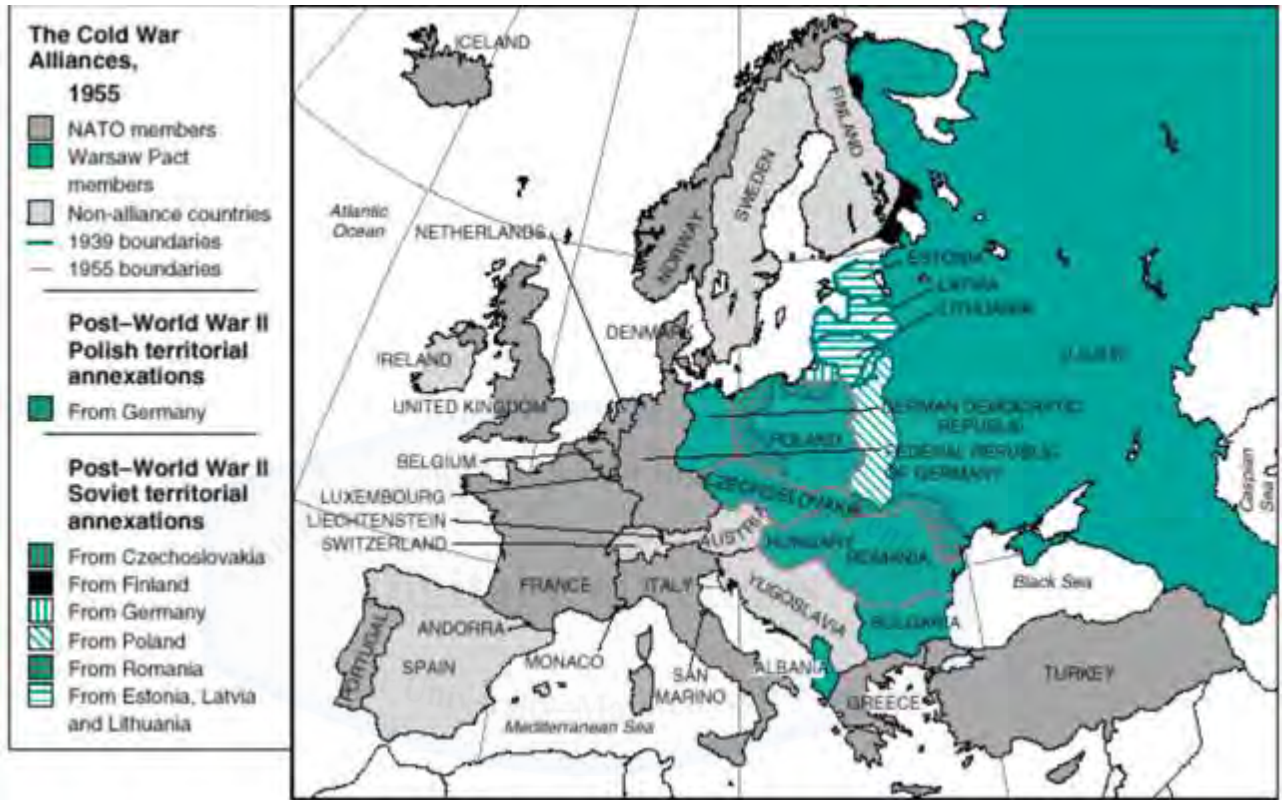 The Cold War
Alliances,
1955
NATO members
Warsaw Pact
members
Non-alliance countries
1939 boundaries
1955 boundaries
Post–World War II
Polish territorial
annexations
From Germany
Post–World War II
Soviet territorial
annexations
From Czechoslovakia
From Finland
From Germany
From Poland
From Romania
From Estonia, Latvia
and Lithuania
ICELAND
Atlantic
Ocean
NETHERLANDS
NORWAY
SWEDEN
FINLAND
ESTONIA
LATVIA
LITHUANIA
DENMARK
IRELAND
UNITED KINGDOM
GERMAN DEMOCRATIC
REPUBLIC
POLAND
FEDERAL REPUBLIC
OF GERMANY
BELGIUM
LUXEMBOURG
CZECHOSLOVAKIA
LIECHTENSTEIN
SWITZERLAND
AUSTRIA
HUNGARY
ROMANIA
Caspian
Sea
Black Sea
FRANCE
ITALY
YUGOSLAVIA
BULGARIA
ANDORRA
PORTUGAL
SPAIN
MONACO
SAN
MARINO
ALBANIA
GREECE
TURKEY
Mediterranean Sea